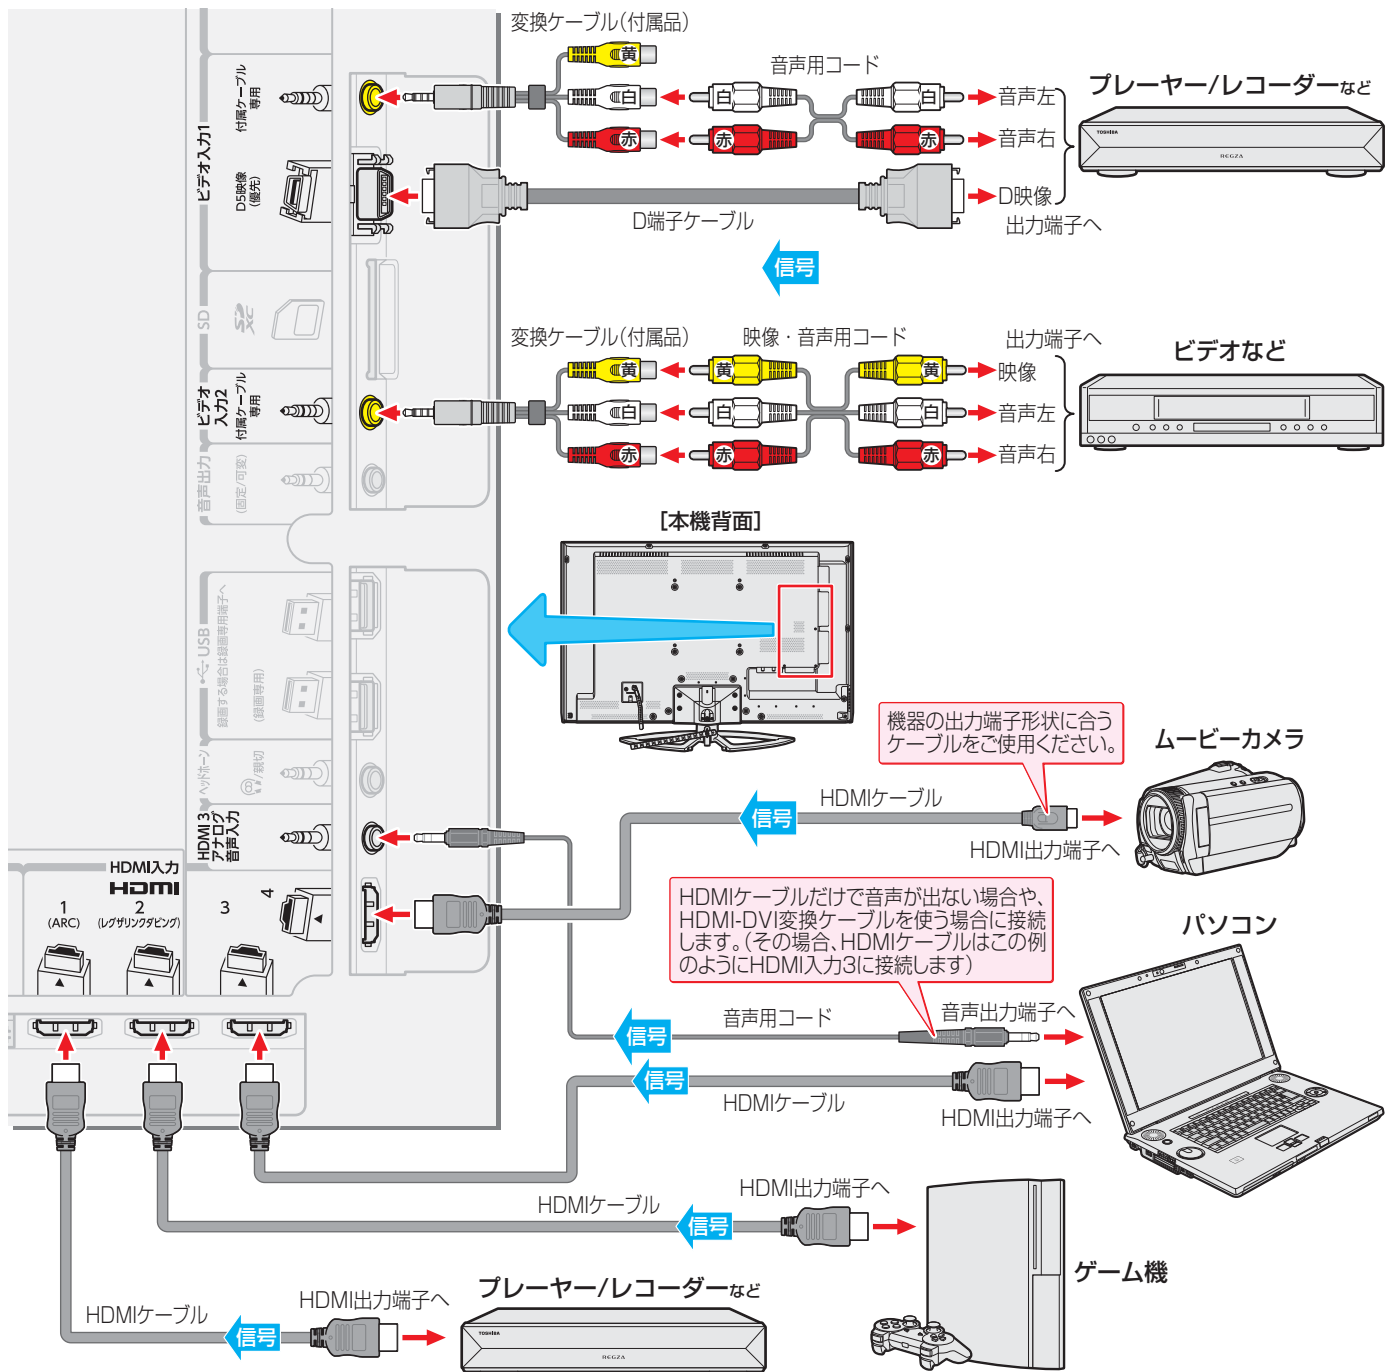 変換ケーブル(付属品)
黄
白
赤
音声用コード
白
赤
白
赤
音声左
音声右
D映像
出力端子へ
プレーヤー/レコーダーなど
TOSHIBA
REGZA
D端子ケーブル
信号
ビデオ入力1
付属ケーブル
専用
D5映像
(優先)
SD
SD
XC
ビデオ
入力2
付属ケーブル
専用
音声出力
(固定/可変)
変換ケーブル(付属品)
黄
白
赤
映像・音声用コード
黄
白
赤
黄
白
赤
出力端子へ
映像
音声左
音声右
ビデオなど
[本機背面]
USB
録画する場合は録画専用端子へ
(録画専用)
ヘッドホーン
/親切
HDMI 3
アナログ
音声入力
機器の出力端子形状に合う
ケーブルをご使用ください。
ムービーカメラ
HDMIケーブル
信号
HDMI出力端子へ
HDMI入力
HDMI
1
(ARC)
2
(レグザリンクダビング)
3
4
HDMIケーブルだけで音声が出ない場合や、
HDMI-DVI変換ケーブルを使う場合に接続
します。(その場合、HDMIケーブルはこの例
のようにHDMI入力3に接続します)
パソコン
音声用コード
音声出力端子へ
信号
信号
HDMIケーブル
HDMI出力端子へ
HDMIケーブル
HDMI出力端子へ
信号
ゲーム機
プレーヤー/レコーダーなど
HDMIケーブル
HDMI出力端子へ
信号
TOSHIBA
REGZA